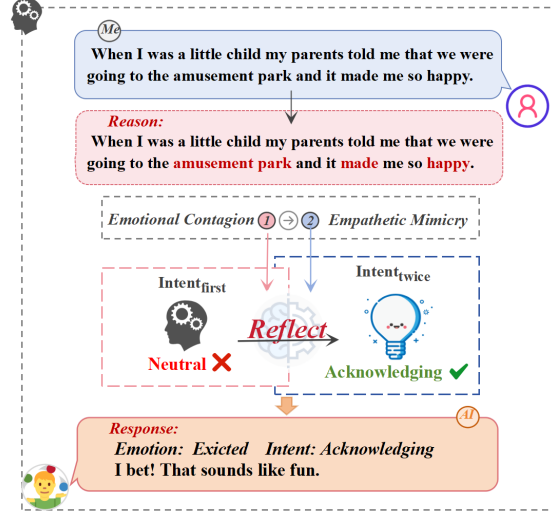 Me
When I was a little child my parents told me that we were
going to the amusement park and it made me so happy.
Reason:
When I was a little child my parents told me that we were
going to the amusement park and it made me so happy.
Emotional Contagion 1 → 2 Empathetic Mimicry
Intentfirst
Intenttwice
Reflect
Neutral
Acknowledging
AI
Response:
Emotion: Exicted Intent: Acknowledging
I bet! That sounds like fun.